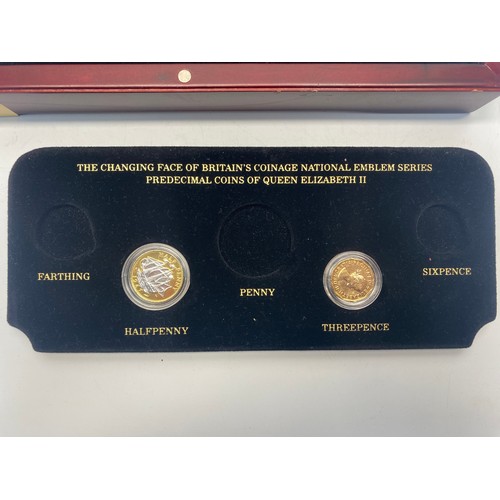 THE CHANGING FACE OF BRITAIN'S COINAGE NATIONAL EMBLEM SERIES
PREDECIMAL COINS OF QUEEN ELIZABETH II
FARTHING
HALFPENNY
PENNY
THREEPENCE
SIXPENCE